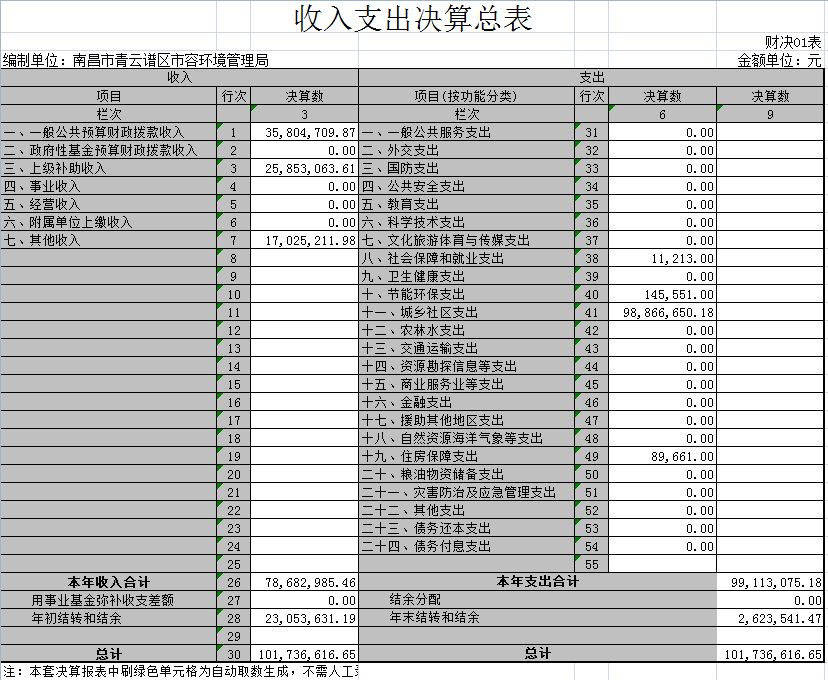 收入支出决算总表
财决01表
编制单位：南昌市青云谱区市容环境管理局 金额单位：元
收入 支出
项目 行次 决算数 项目(按功能分类) 行次 决算数 决算数
栏次 3 栏次 6 9
一、一般公共预算财政拨款收入 1 35,804,709.87 一、一般公共服务支出 31 0.00
二、政府性基金预算财政拨款收入 2 0.00 二、外交支出 32 0.00
三、上级补助收入 3 25,853,063.61 三、国防支出 33 0.00
四、事业收入 4 0.00 四、公共安全支出 34 0.00
五、经营收入 5 0.00 五、教育支出 35 0.00
六、附属单位上缴收入 6 0.00 六、科学技术支出 36 0.00
七、其他收入 7 17,025,211.98 七、文化旅游体育与传媒支出 37 0.00
8 八、社会保障和就业支出 38 11,213.00
9 九、卫生健康支出 39 0.00
10 十、节能环保支出 40 145,551.00
11 十一、城乡社区支出 41 98,866,650.18
12 十二、农林水支出 42 0.00
13 十三、交通运输支出 43 0.00
14 十四、资源勘探信息等支出 44 0.00
15 十五、商业服务业等支出 45 0.00
16 十六、金融支出 46 0.00
17 十七、援助其他地区支出 47 0.00
18 十八、自然资源海洋气象等支出 48 0.00
19 十九、住房保障支出 49 89,661.00
20 二十、粮油物资储备支出 50 0.00
21 二十一、灾害防治及应急管理支出 51 0.00
22 二十二、其他支出 52 0.00
23 二十三、债务还本支出 53 0.00
24 二十四、债务付息支出 54 0.00
25 55
本年收入合计 26 78,682,985.46 本年支出合计 99,113,075.18
用事业基金弥补收支差额 27 0.00 结余分配 0.00
年初结转和结余 28 23,053,631.19 年末结转和结余 2,623,541.47
29
总计 30 101,736,616.65 总计 101,736,616.65
注：本套决算报表中刷绿色单元格为自动取数生成，不需人工